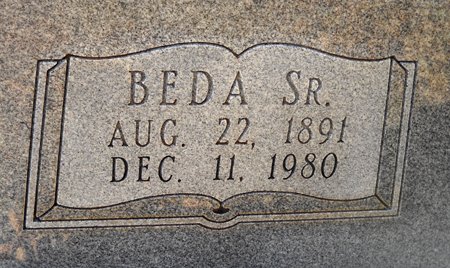 BEDA SR.
AUG. 22, 1891
DEC. 11, 1980